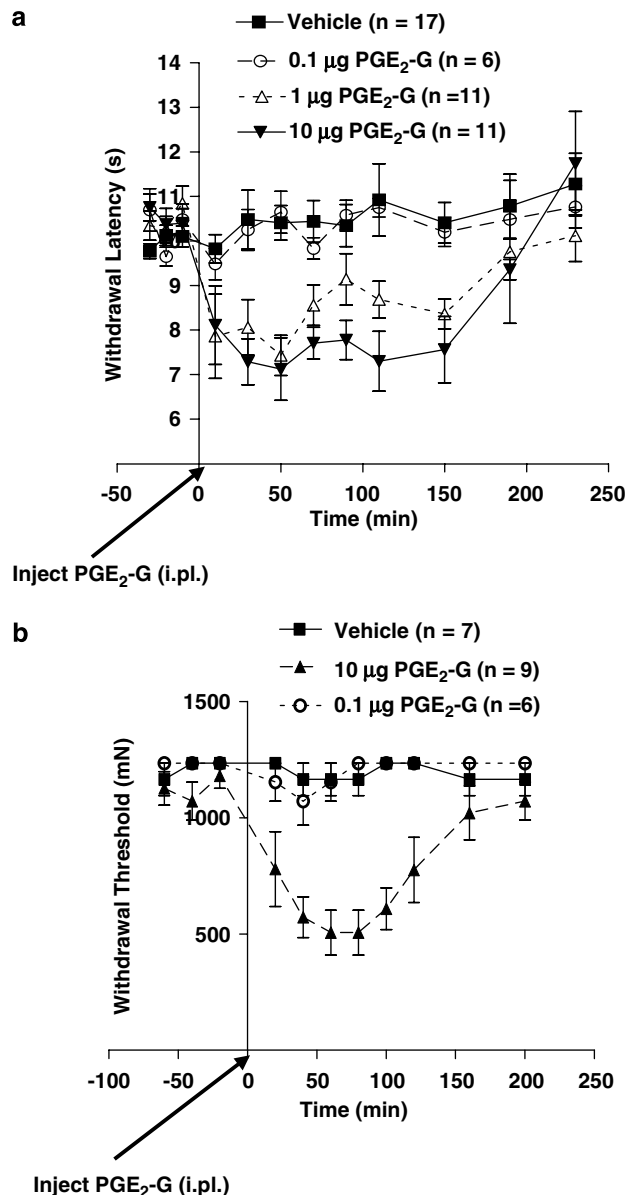 a
Vehicle (n = 17)
0.1 µg PGE₂-G (n = 6)
1 µg PGE₂-G (n =11)
10 µg PGE₂-G (n = 11)
Withdrawal Latency (s)
14
13
12
11
10
9
8
7
6
-50 0 50 100 150 200 250
Time (min)
Inject PGE₂-G (i.pl.)
b
Vehicle (n = 7)
10 µg PGE₂-G (n = 9)
0.1 µg PGE₂-G (n =6)
Withdrawal Threshold (mN)
1500
1000
500
-100 -50 0 50 100 150 200 250
Time (min)
Inject PGE₂-G (i.pl.)